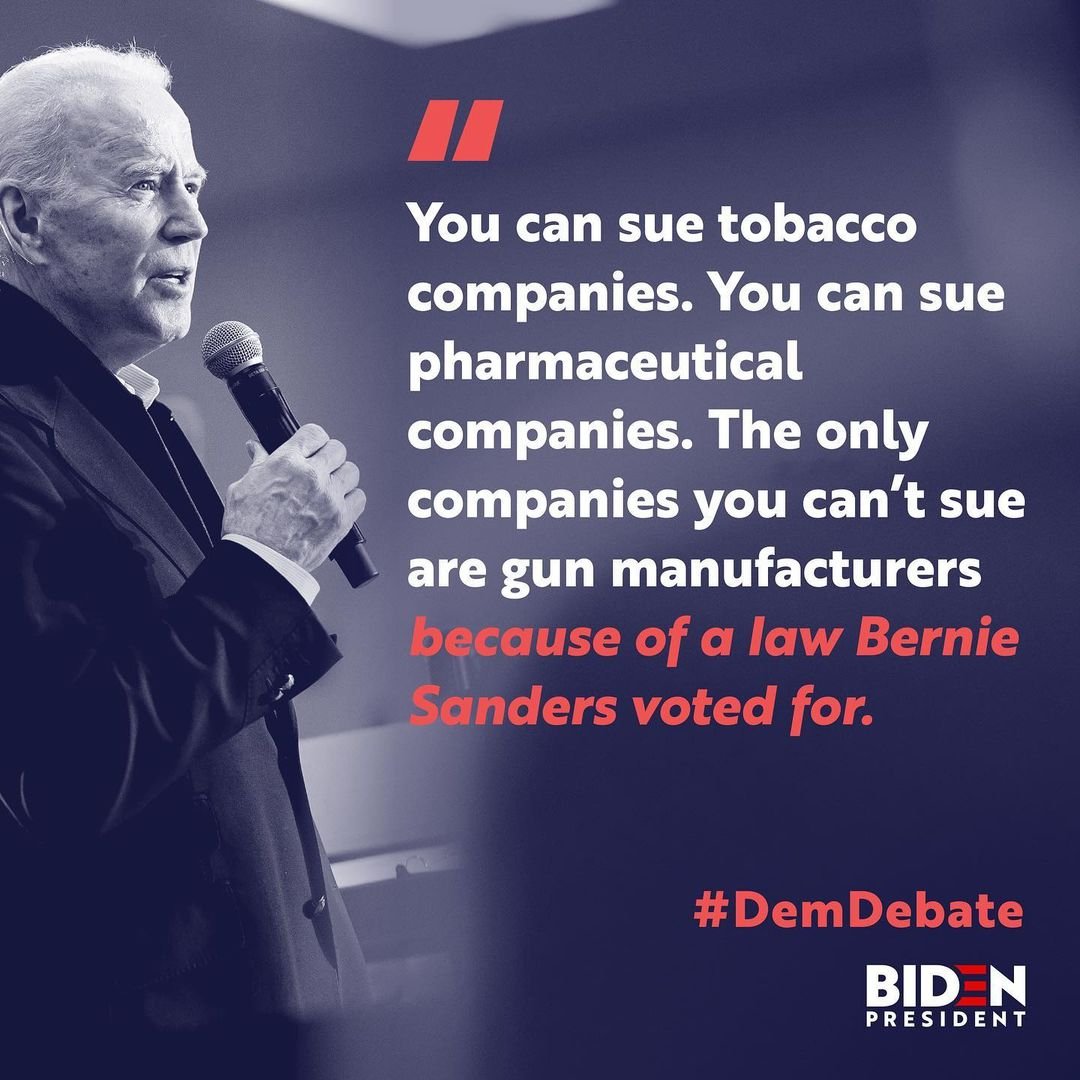 You can sue tobacco
companies. You can sue
pharmaceutical
companies. The only
companies you can’t sue
are gun manufacturers
because of a law Bernie
Sanders voted for.
#DemDebate
BIDEN
PRESIDENT